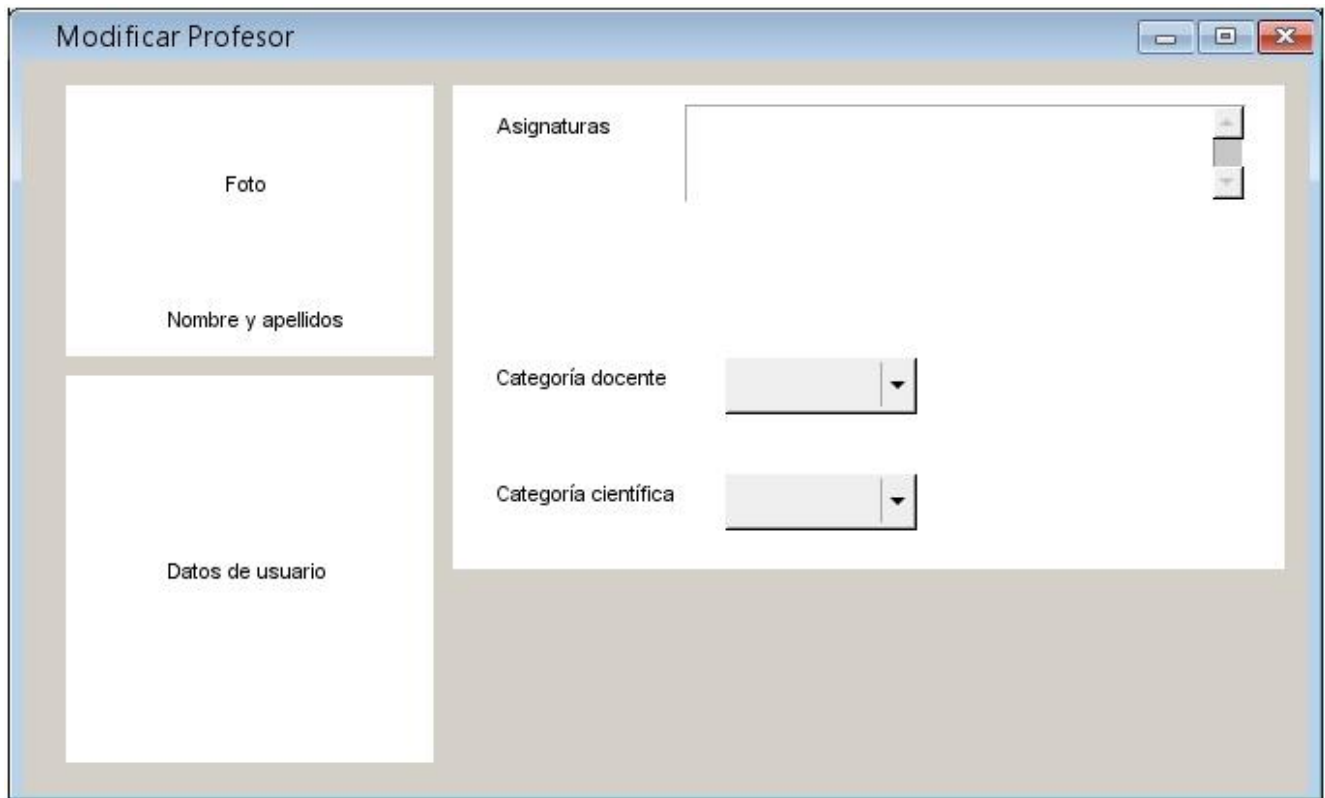 Modificar Profesor
Foto
Nombre y apellidos
Datos de usuario
Asignaturas
Categoría docente
Categoría científica